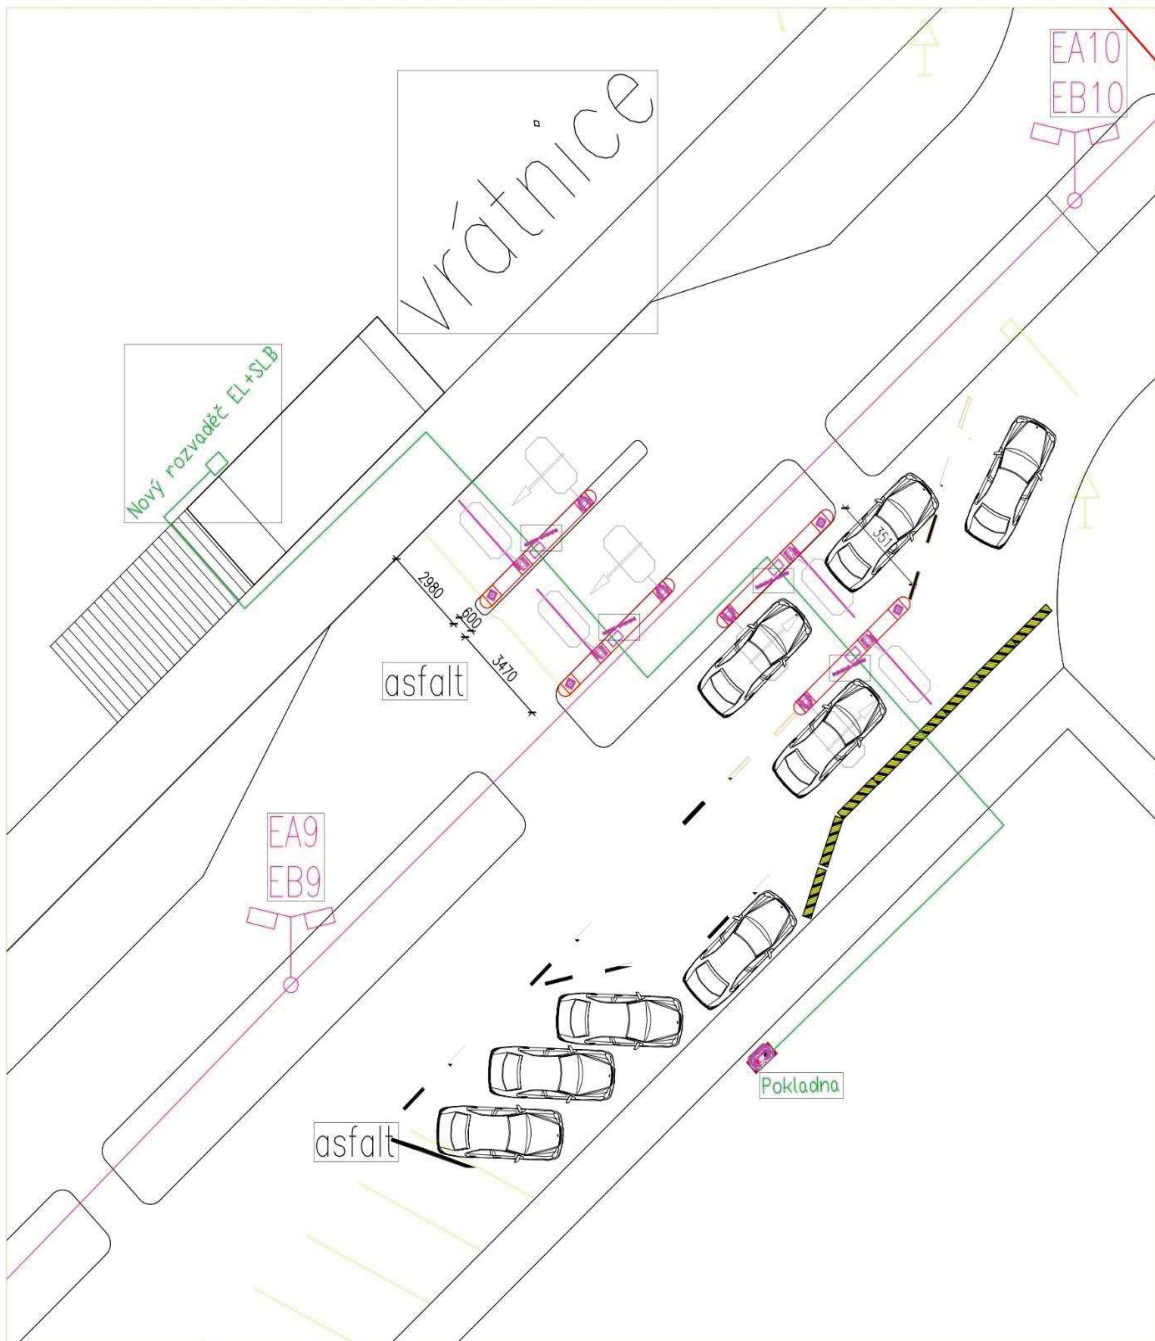 EA10
EB10
vrátnice
Nový rozvaděč EL+SLB
351
2980
600
3470
asfalt
EA9
EB9
Pokladna
asfalt